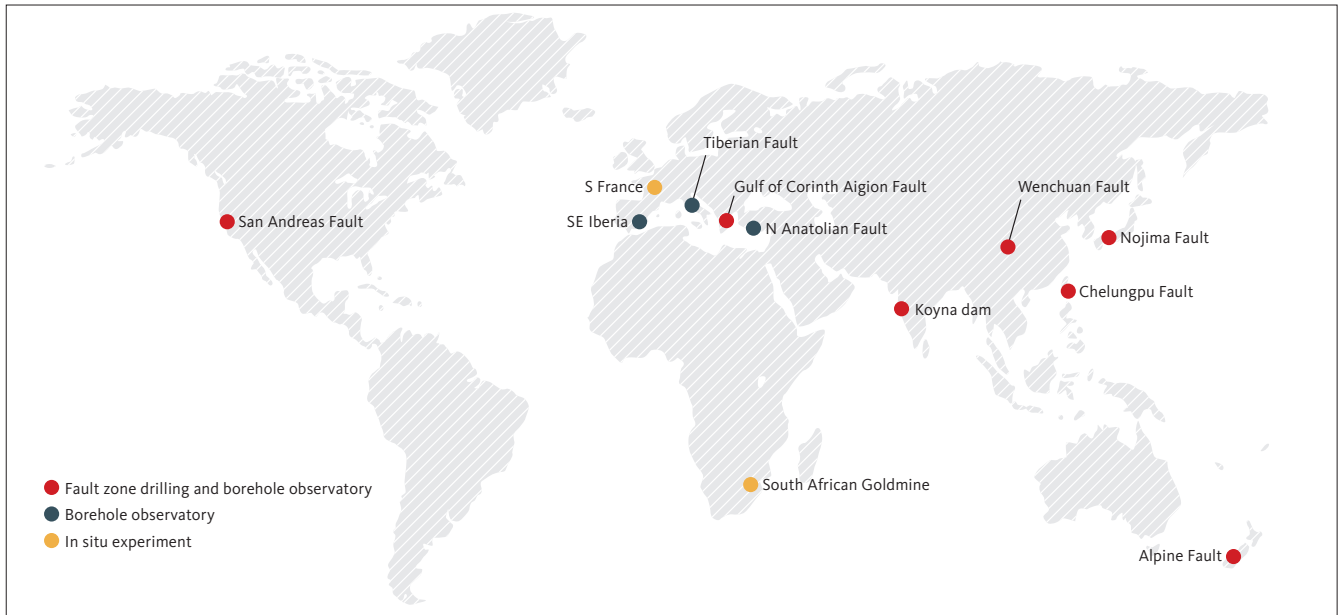 Tiberian Fault
S France
Gulf of Corinth Aigion Fault
Wenchuan Fault
San Andreas Fault
SE Iberia
N Anatolian Fault
Nojima Fault
Chelungpu Fault
Koyna dam
South African Goldmine
Fault zone drilling and borehole observatory
Borehole observatory
In situ experiment
Alpine Fault